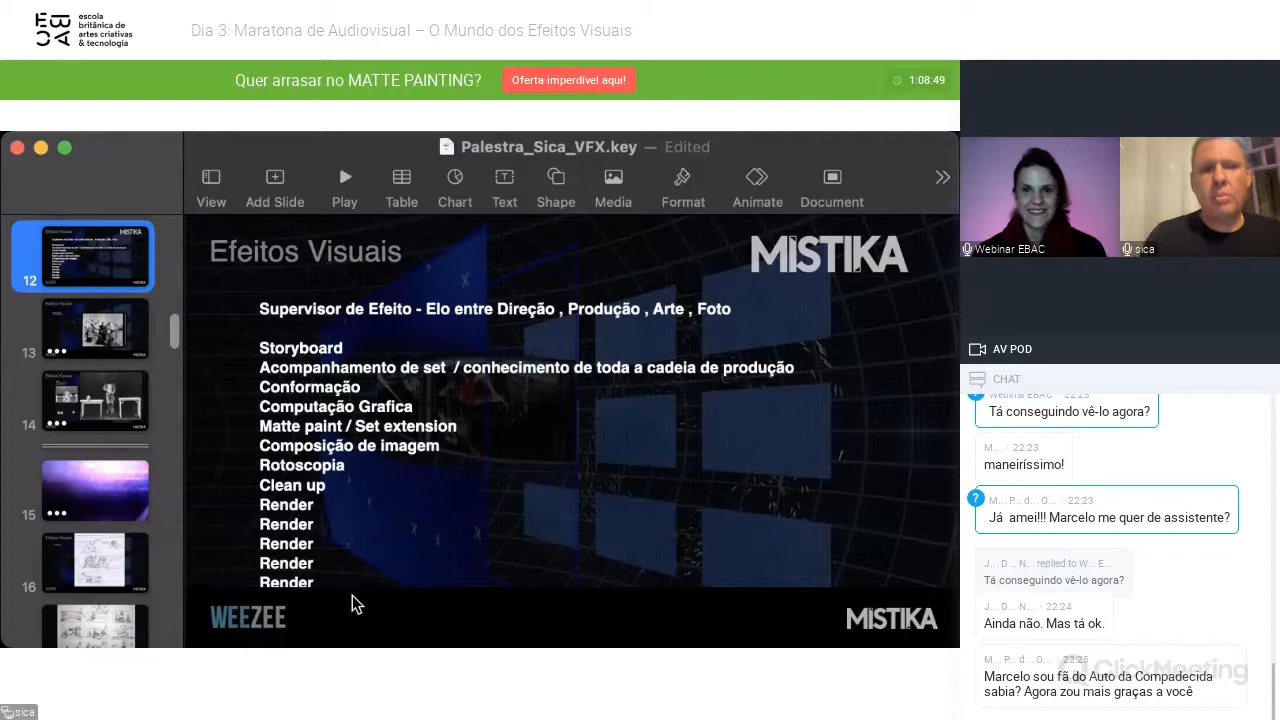 EBAC
escola
britânica de
artes criativas
& tecnologia
Dia 3: Maratona de Audiovisual – O Mundo dos Efeitos Visuais
Quer arrasar no MATTE PAINTING?
Oferta imperdível aqui!
1:08:49
Palestra_Sica_VFX.key — Edited
View
Add Slide
Play
Table
Chart
Text
Shape
Media
Format
Animate
Document
12
13
14
15
16
Efeitos Visuais
MISTIKA
Supervisor de Efeito - Elo entre Direção , Produção , Arte , Foto
Storyboard
Acompanhamento de set / conhecimento de toda a cadeia de produção
Conformação
Computação Grafica
Matte paint / Set extension
Composição de imagem
Rotoscopia
Clean up
Render
Render
Render
Render
Render
WEEZEE
MISTIKA
sica
Webinar EBAC
sica
AV POD
CHAT
Webinar EBAC · 22:23
Tá conseguindo vê-lo agora?
M... · 22:23
maneiríssimo!
M... P... d... O... · 22:23
Já amei!!! Marcelo me quer de assistente?
J... D... N... replied to W... E...
Tá conseguindo vê-lo agora?
J... D... N... · 22:24
Ainda não. Mas tá ok.
M... P... d... O... · 22:25
ClickMeeting
Marcelo sou fã do Auto da Compadecida
sabia? Agora zou mais graças a você